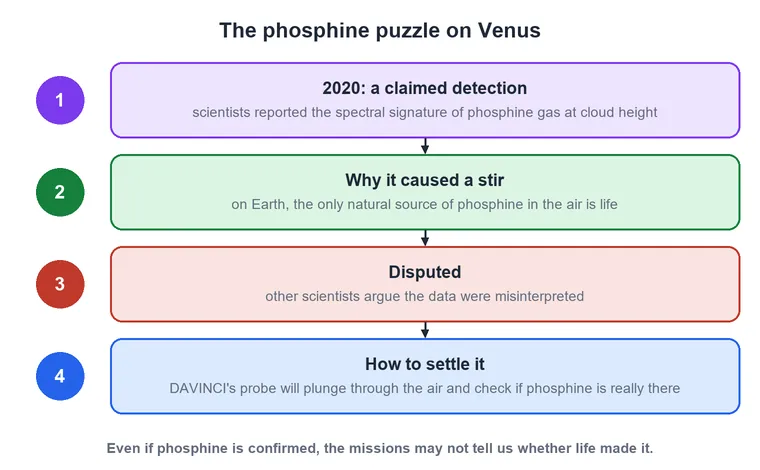 The phosphine puzzle on Venus
1
2020: a claimed detection
scientists reported the spectral signature of phosphine gas at cloud height
2
Why it caused a stir
on Earth, the only natural source of phosphine in the air is life
3
Disputed
other scientists argue the data were misinterpreted
4
How to settle it
DAVINCI's probe will plunge through the air and check if phosphine is really there
Even if phosphine is confirmed, the missions may not tell us whether life made it.